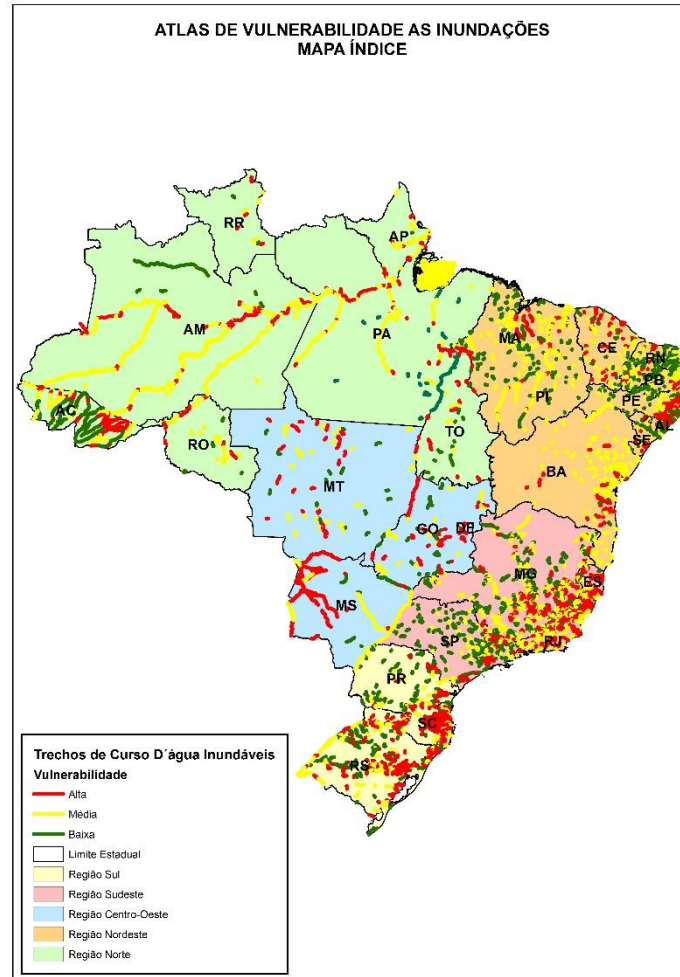 ATLAS DE VULNERABILIDADE AS INUNDAÇÕES
MAPA ÍNDICE
RR
AP
AM
PA
MA
CE
RN
PB
PE
PI
AL
SE
AC
RO
TO
BA
MT
GO
DF
MG
ES
MS
SP
RJ
PR
SC
RS
Trechos de Curso D´água Inundáveis
Vulnerabilidade
Alta
Média
Baixa
Limite Estadual
Região Sul
Região Sudeste
Região Centro-Oeste
Região Nordeste
Região Norte